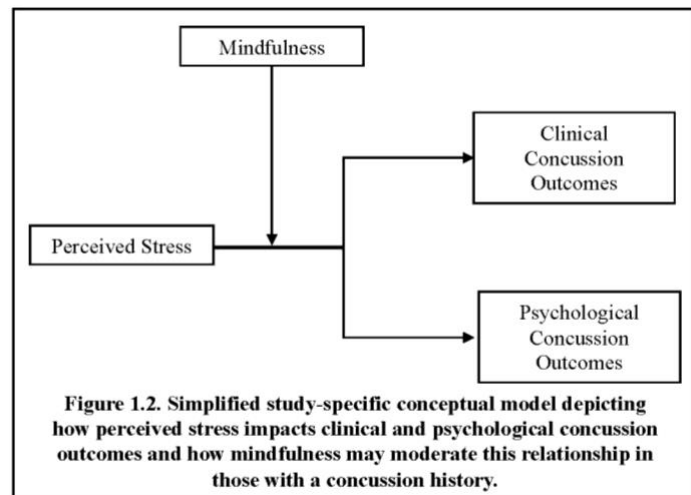 Mindfulness
Clinical
Concussion
Outcomes
Perceived Stress
Psychological
Concussion
Outcomes
Figure 1.2. Simplified study-specific conceptual model depicting
how perceived stress impacts clinical and psychological concussion
outcomes and how mindfulness may moderate this relationship in
those with a concussion history.